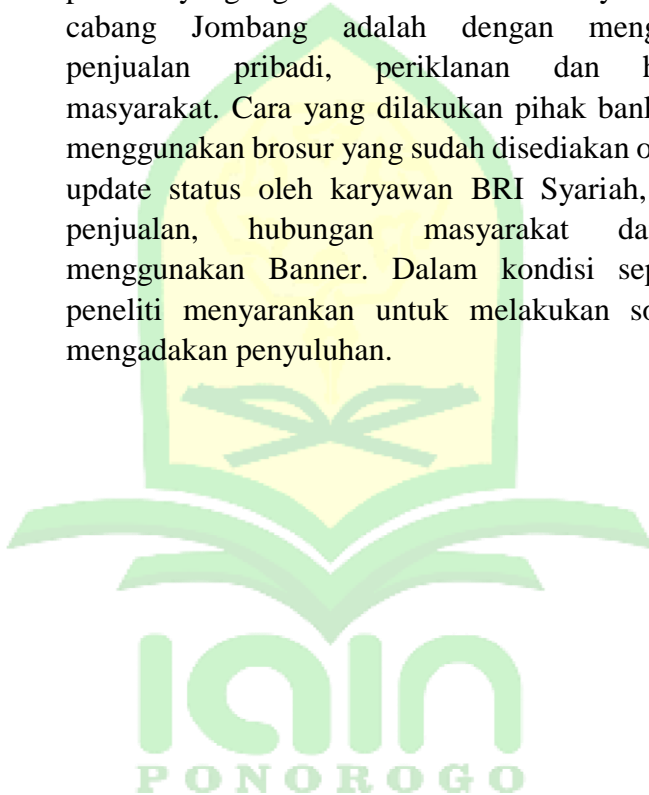 cabang Jombang adalah dengan
penjualan pribadi, periklanan dan
masyarakat. Cara yang dilakukan pihak bank
menggunakan brosur yang sudah disediakan
update status oleh karyawan BRI Syariah,
penjualan, hubungan masyarakat
menggunakan Banner. Dalam kondisi
peneliti menyarankan untuk melakukan
mengadakan penyuluhan.
iain
PONOROGO